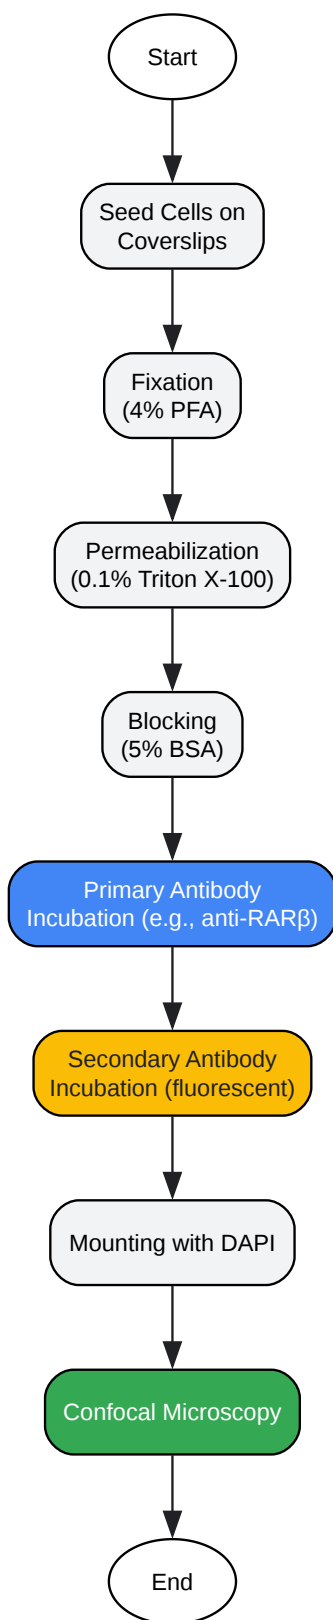 Start
Seed Cells on
Coverslips
Fixation
(4% PFA)
Permeabilization
(0.1% Triton X-100)
Blocking
(5% BSA)
Primary Antibody
Incubation (e.g., anti-RARβ)
Secondary Antibody
Incubation (fluorescent)
Mounting with DAPI
Confocal Microscopy
End